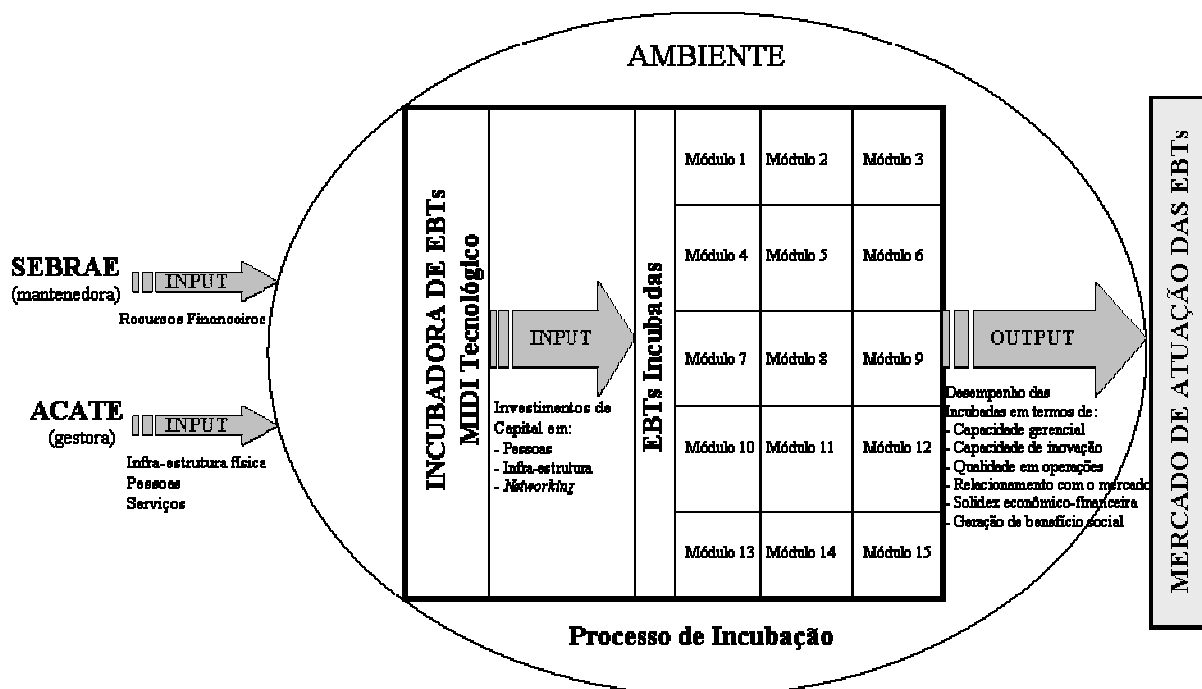 AMBIENTE
SEBRAE
(mantenedora)
INPUT
Recursos Financeiros
ACATE
(gestora)
INPUT
Infra-estrutura física
Pessoas
Serviços
INCUBADORA DE EBTs
MIDI Tecnológico
INPUT
Investimentos de
Capital em:
- Pessoas
- Infra-estrutura
- Networking
EBTs Incubadas
Módulo 1
Módulo 2
Módulo 3
Módulo 4
Módulo 5
Módulo 6
Módulo 7
Módulo 8
Módulo 9
Módulo 10
Módulo 11
Módulo 12
Módulo 13
Módulo 14
Módulo 15
OUTPUT
Desempenho das
Incubadas em termos de:
- Capacidade gerencial
- Capacidade de inovação
- Qualidade em operações
- Relacionamento com o mercado
- Solidez econômico-financeira
- Geração de benefício social
MERCADO DE ATUAÇÃO DAS EBTs
Processo de Incubação